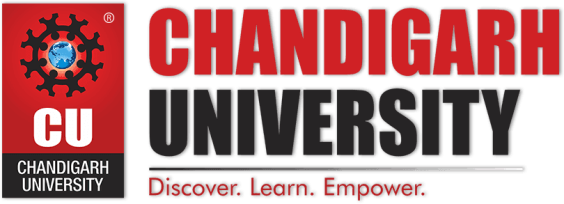 ®
CU
CHANDIGARH
UNIVERSITY
CHANDIGARH
UNIVERSITY
Discover. Learn. Empower.